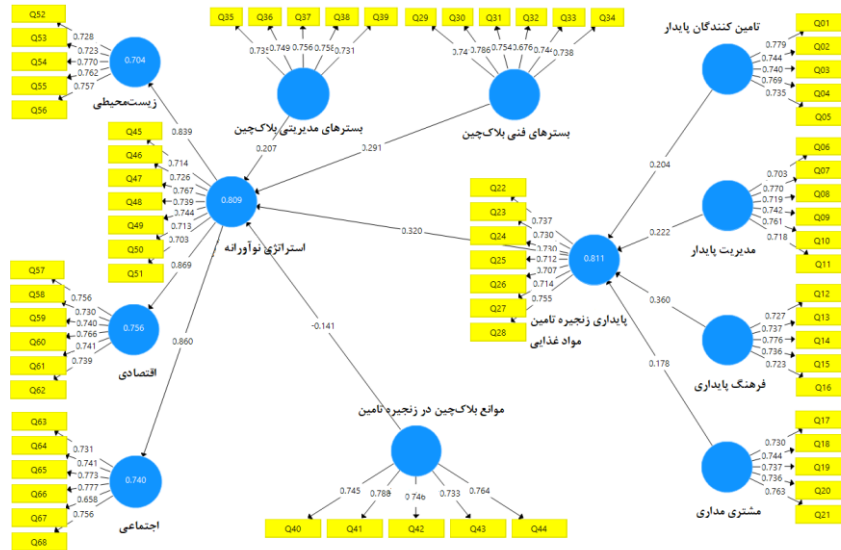 Q52
Q53
Q54
Q55
Q56
0.728
0.723
0.770
0.762
0.757
0.704
زیست‌محیطی
Q35
Q36
Q37
Q38
Q39
0.749
0.756
0.731
بسترهای مدیریتی بلاک‌چین
Q29
Q30
Q31
Q32
Q33
Q34
0.786
0.754
0.676
0.738
بسترهای فنی بلاک‌چین
تامین کنندگان پایدار
Q01
Q02
Q03
Q04
Q05
0.779
0.744
0.740
0.769
0.735
0.839
0.207
0.291
0.204
Q45
Q46
Q47
Q48
Q49
Q50
Q51
0.714
0.726
0.767
0.739
0.744
0.713
0.703
0.809
استراتژی نوآورانه
Q06
Q07
Q08
Q09
Q10
Q11
0.703
0.770
0.719
0.742
0.761
0.718
مدیریت پایدار
0.222
Q22
Q23
Q24
Q25
Q26
Q27
Q28
0.737
0.730
0.730
0.712
0.707
0.714
0.755
0.811
پایداری زنجیره تامین
مواد غذایی
0.320
0.869
0.860
-0.141
0.360
0.178
Q57
Q58
Q59
Q60
Q61
Q62
0.756
0.730
0.740
0.766
0.741
0.739
0.756
اقتصادی
Q12
Q13
Q14
Q15
Q16
0.727
0.737
0.776
0.736
0.723
فرهنگ پایداری
Q63
Q64
Q65
Q66
Q67
Q68
0.731
0.741
0.773
0.777
0.658
0.756
0.740
اجتماعی
موانع بلاک‌چین در زنجیره تامین
0.745
0.788
0.746
0.733
0.764
Q40
Q41
Q42
Q43
Q44
Q17
Q18
Q19
Q20
Q21
0.730
0.744
0.737
0.736
0.763
مشتری مداری